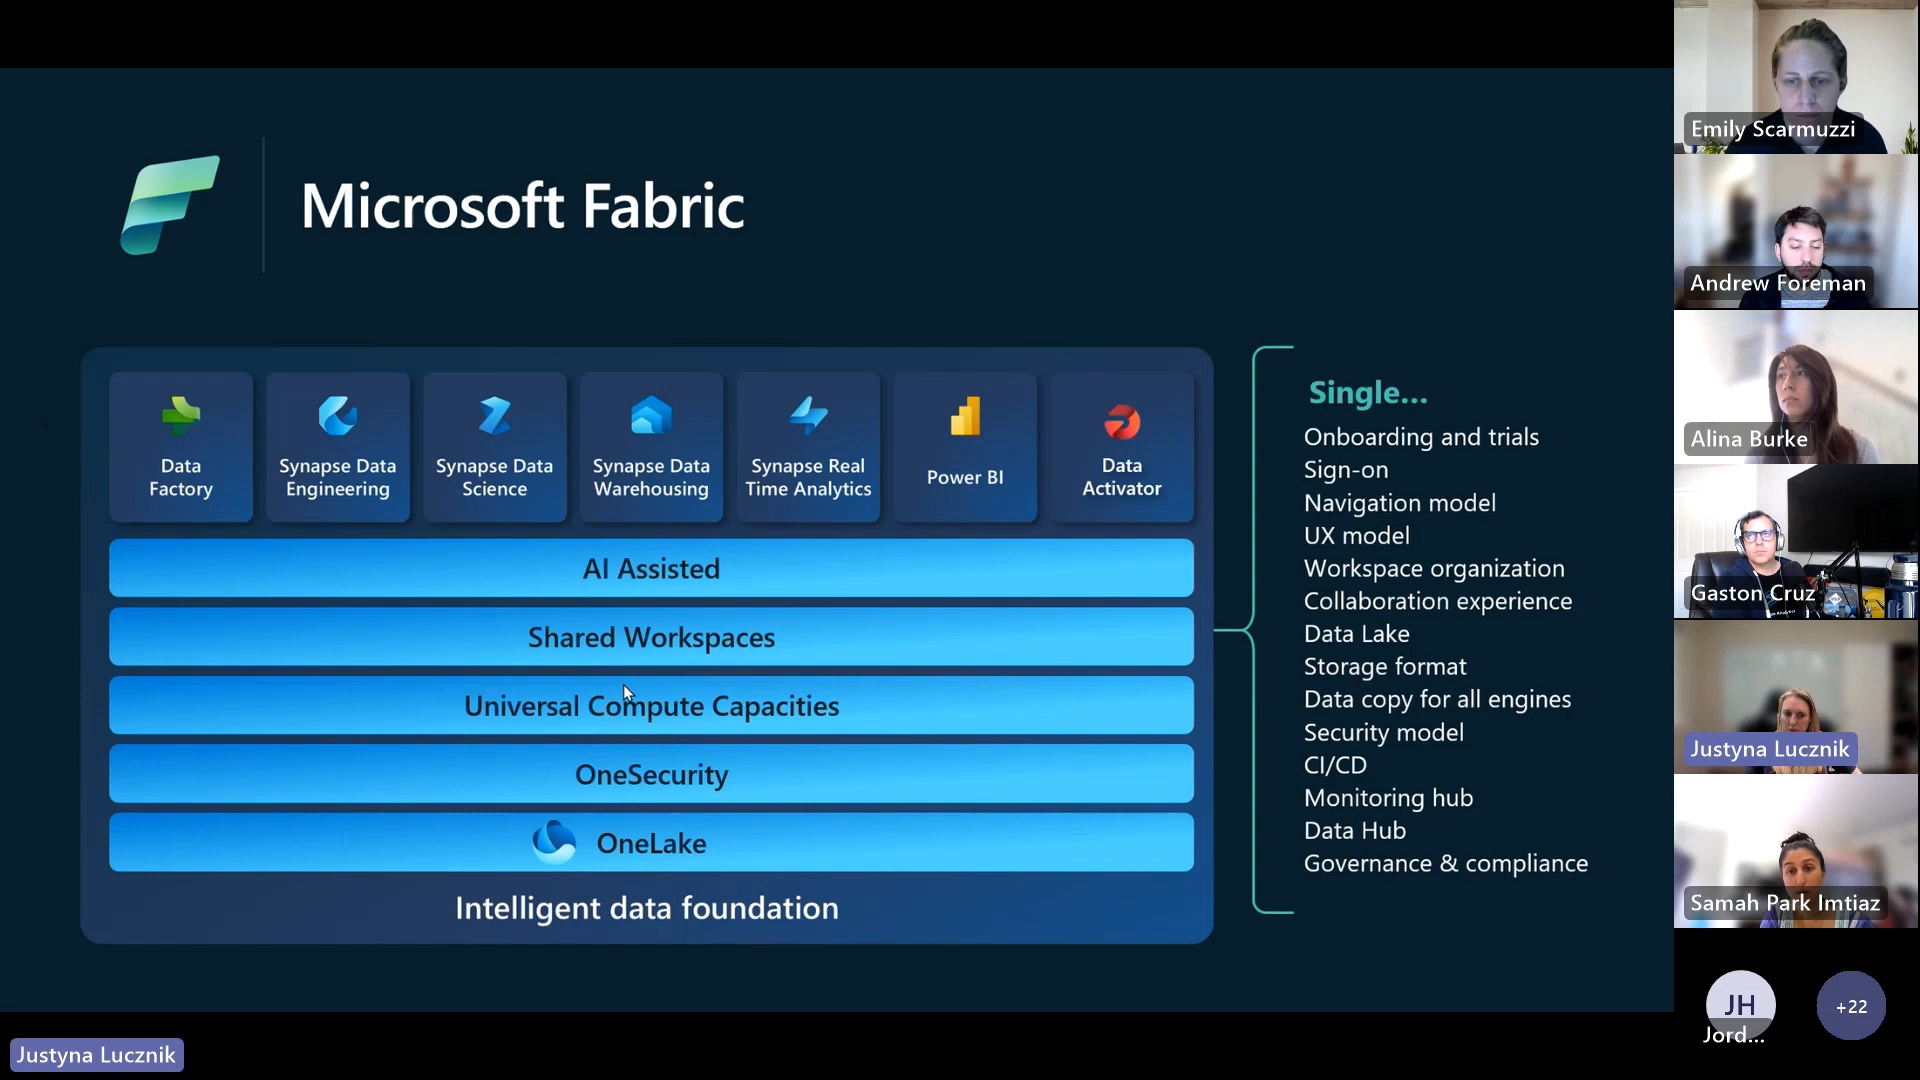 Microsoft Fabric
Data
Factory
Synapse Data
Engineering
Synapse Data
Science
Synapse Data
Warehousing
Synapse Real
Time Analytics
Power BI
Data
Activator
AI Assisted
Shared Workspaces
Universal Compute Capacities
OneSecurity
OneLake
Intelligent data foundation
Single...
Onboarding and trials
Sign-on
Navigation model
UX model
Workspace organization
Collaboration experience
Data Lake
Storage format
Data copy for all engines
Security model
CI/CD
Monitoring hub
Data Hub
Governance & compliance
Emily Scarmuzzi
Andrew Foreman
Alina Burke
Gaston Cruz
Justyna Lucznik
Samah Park Imtiaz
JH
Jord...
+22
Justyna Lucznik